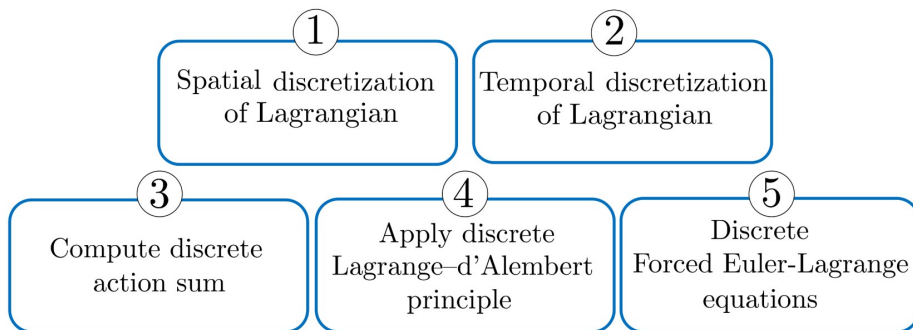 1
Spatial discretization
of Lagrangian
2
Temporal discretization
of Lagrangian
3
Compute discrete
action sum
4
Apply discrete
Lagrange–d'Alembert
principle
5
Discrete
Forced Euler-Lagrange
equations